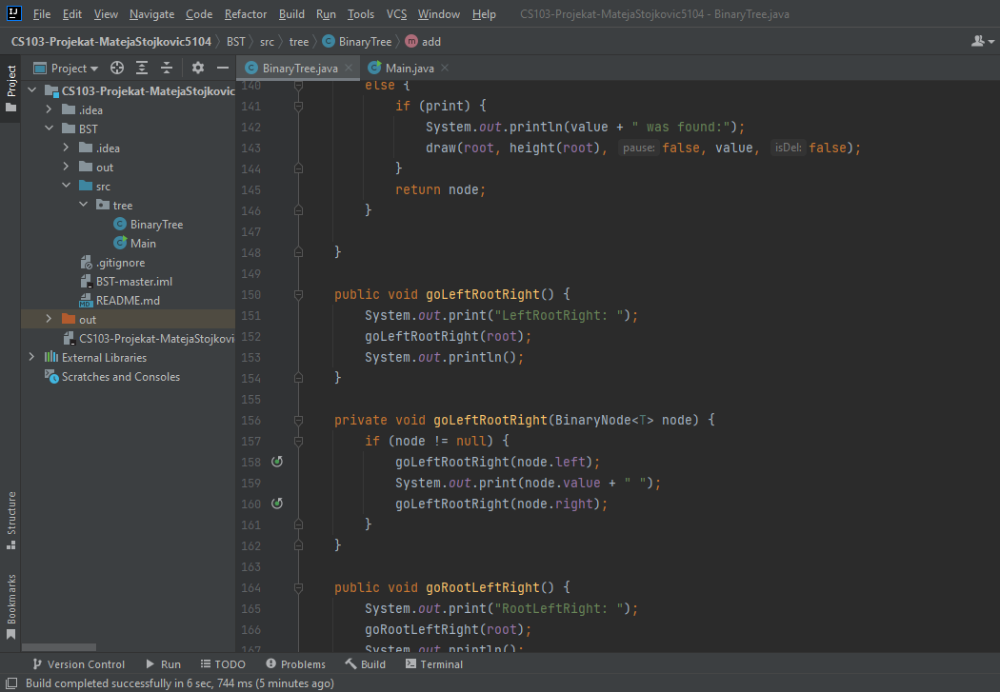 File Edit View Navigate Code Refactor Build Run Tools VCS Window Help CS103-Projekat-MatejaStojkovic5104 - BinaryTree.java
CS103-Projekat-MatejaStojkovic5104 BST src tree BinaryTree add
Project
Project
BinaryTree.java
Main.java
CS103-Projekat-MatejaStojkovic
.idea
BST
.idea
out
src
tree
BinaryTree
Main
.gitignore
BST-master.iml
README.md
out
CS103-Projekat-MatejaStojkovi
External Libraries
Scratches and Consoles
Structure
Bookmarks
140 else {
141 if (print) {
142 System.out.println(value + " was found:");
143 draw(root, height(root), pause: false, value, isDel: false);
144 }
145 return node;
146 }
147
148 }
149
150 public void goLeftRootRight() {
151 System.out.print("LeftRootRight: ");
152 goLeftRootRight(root);
153 System.out.println();
154 }
155
156 private void goLeftRootRight(BinaryNode<T> node) {
157 if (node != null) {
158 goLeftRootRight(node.left);
159 System.out.print(node.value + " ");
160 goLeftRootRight(node.right);
161 }
162 }
163
164 public void goRootLeftRight() {
165 System.out.print("RootLeftRight: ");
166 goRootLeftRight(root);
167 System.out.println();
Version Control Run TODO Problems Build Terminal
Build completed successfully in 6 sec, 744 ms (5 minutes ago)